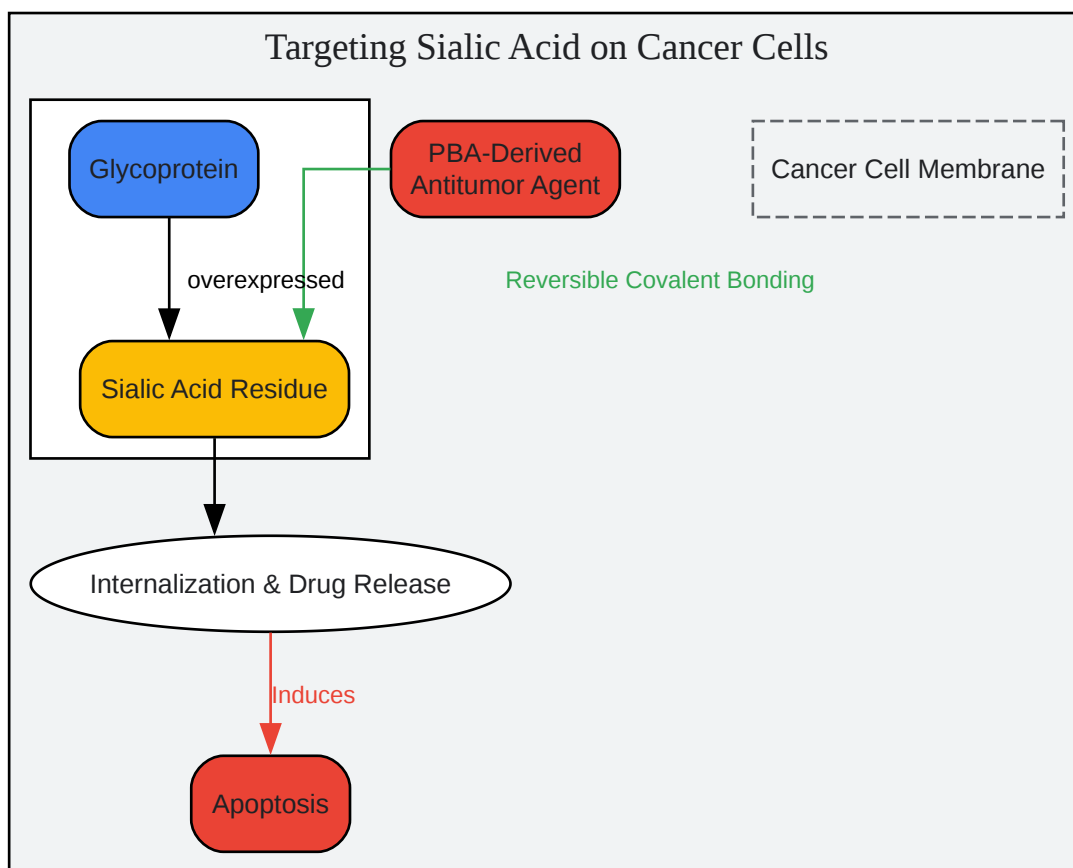 Targeting Sialic Acid on Cancer Cells
Glycoprotein
PBA-Derived
Antitumor Agent
Cancer Cell Membrane
overexpressed
Reversible Covalent Bonding
Sialic Acid Residue
Internalization & Drug Release
Induces
Apoptosis